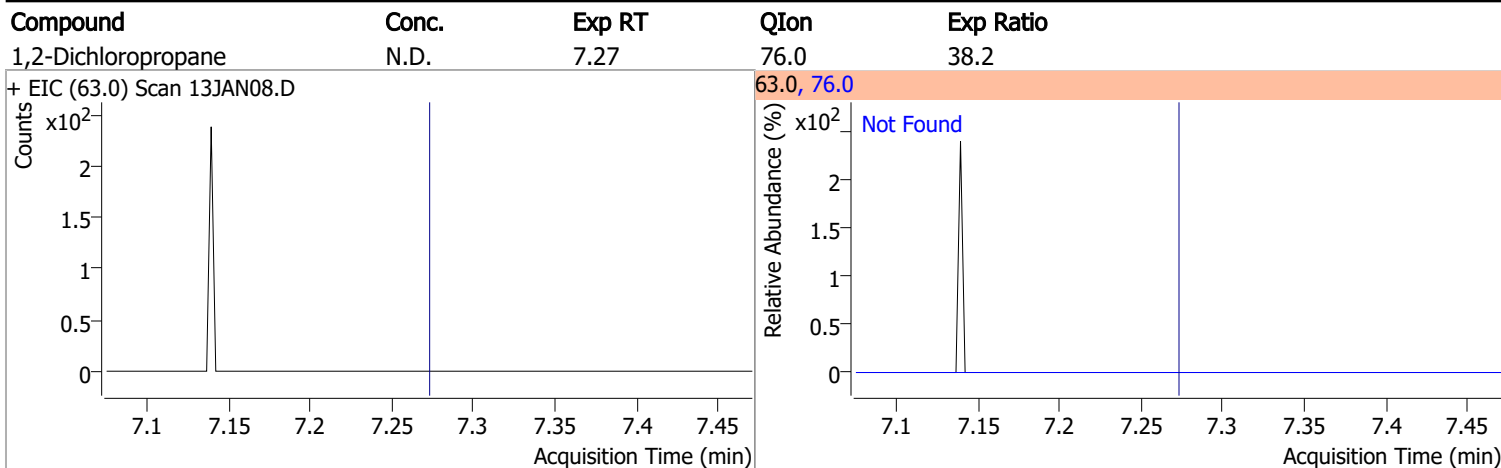 Compound Conc. Exp RT QIon Exp Ratio
1,2-Dichloropropane N.D. 7.27 76.0 38.2
+ EIC (63.0) Scan 13JAN08.D
Counts
x10²
2
1.5
1
0.5
0
7.1 7.15 7.2 7.25 7.3 7.35 7.4 7.45
Acquisition Time (min)
63.0, 76.0
Relative Abundance (%)
x10²
Not Found
2
1.5
1
0.5
0
7.1 7.15 7.2 7.25 7.3 7.35 7.4 7.45
Acquisition Time (min)